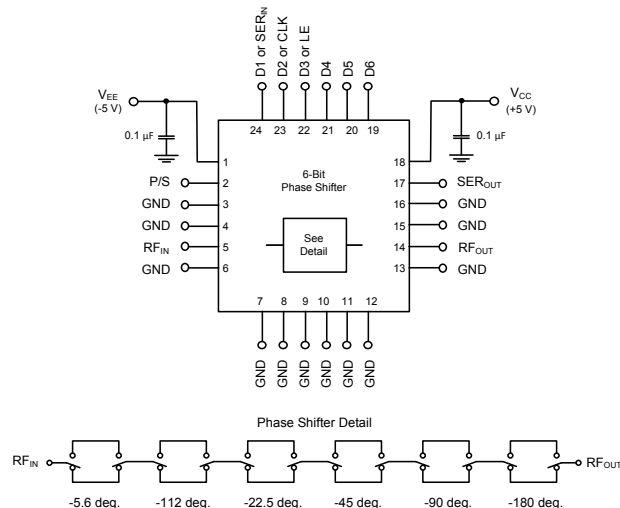 D1 or SERIN
D2 or CLK
D3 or LE
D4
D5
D6
VEE
(-5 V)
VCC
(+5 V)
0.1 µF
0.1 µF
24 23 22 21 20 19
1
18
6-Bit
Phase Shifter
P/S 2
17 SEROUT
GND 3
16 GND
GND 4
15 GND
See
Detail
RFIN 5
14 RFOUT
GND 6
13 GND
7 8 9 10 11 12
GND
GND
GND
GND
GND
GND
Phase Shifter Detail
RFIN
RFOUT
-5.6 deg. -112 deg. -22.5 deg. -45 deg. -90 deg. -180 deg.